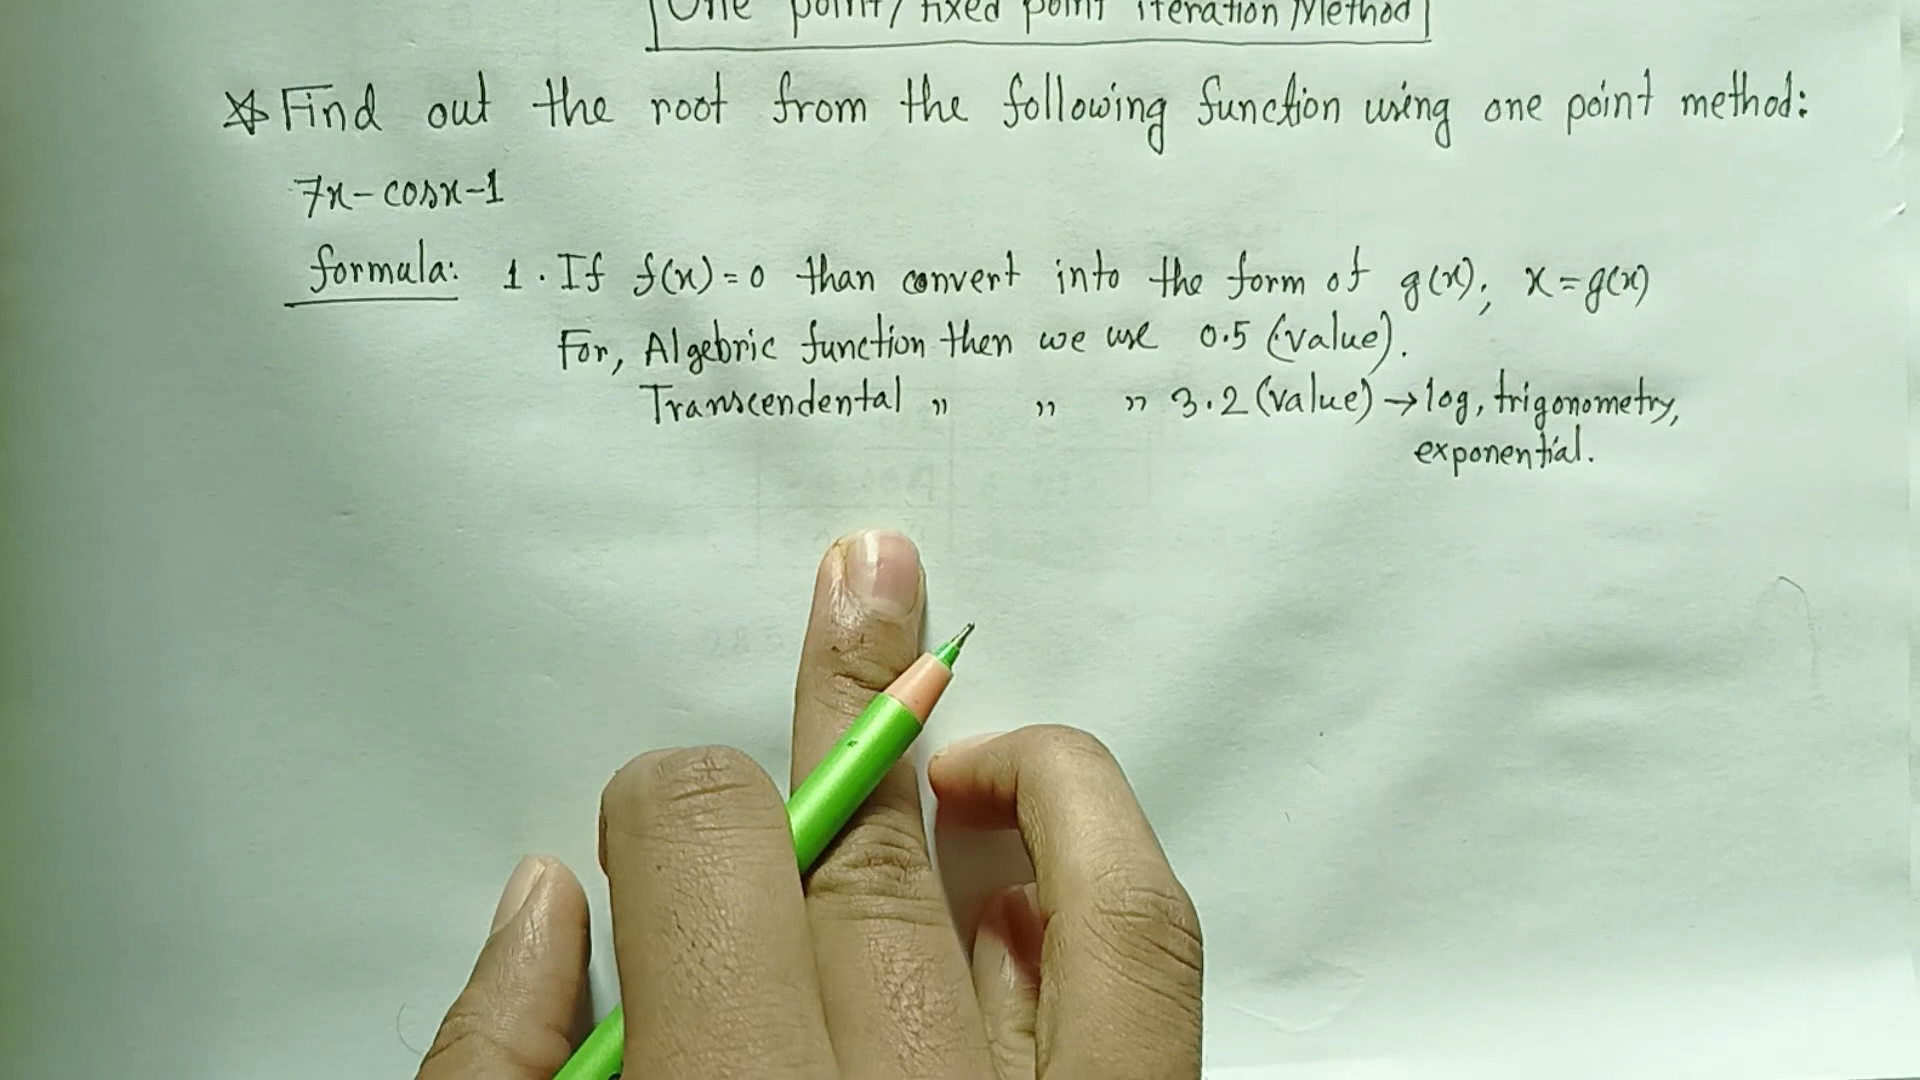 One point/fixed point iteration Method
Find out the root from the following function using one point method:
7x-cosx-1
formula: 1. If f(x)=0 than convert into the form of g(x); x=g(x)
For, Algebric function then we use 0.5 (value).
Transcendental " " " 3.2 (value) → log, trigonometry,
exponential.